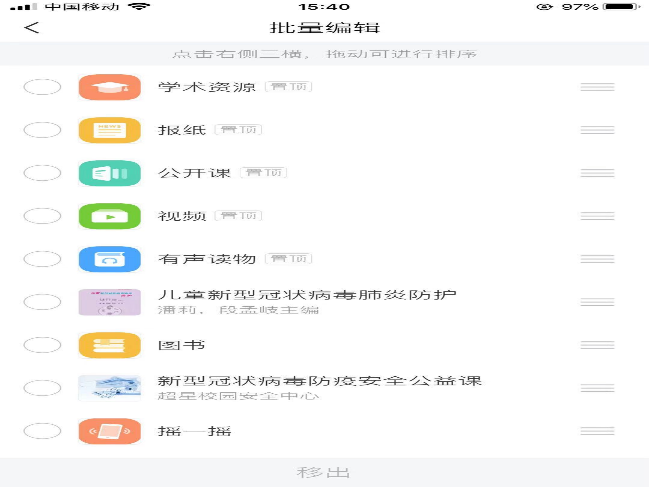 中国移动 15:40 97%
批量编辑
点击右侧三横，拖动可进行排序
学术资源 置顶
报纸 置顶
公开课 置顶
视频 置顶
有声读物 置顶
儿童新型冠状病毒肺炎防护
潘莉，段孟岐主编
图书
新型冠状病毒防疫安全公益课
超星校园安全中心
摇一摇
移出